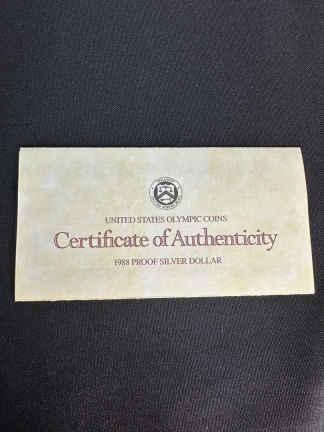 UNITED STATES OLYMPIC COINS
Certificate of Authenticity
1988 PROOF SILVER DOLLAR